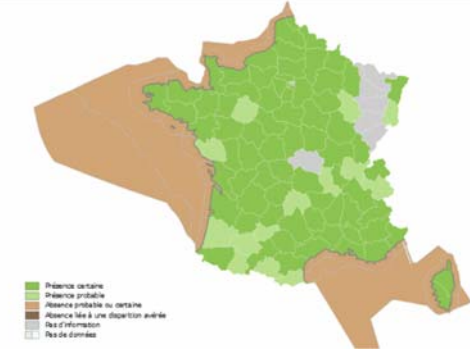 Présence certaine
Présence probable
Absence probable ou certaine
Absence liée à une disparition avérée
Pas d'information
Pas de données